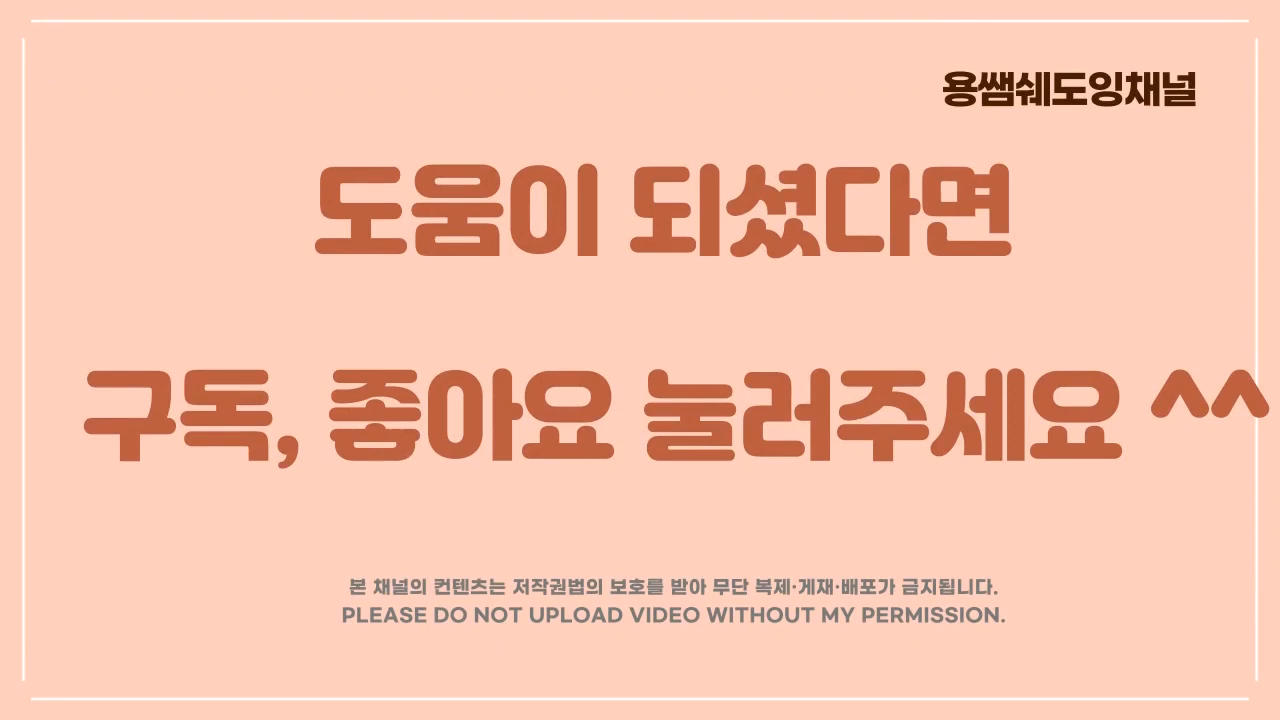 용쌤쉐도잉채널
도움이 되셨다면
구독, 좋아요 눌러주세요 ^^
본 채널의 컨텐츠는 저작권법의 보호를 받아 무단 복제·게재·배포가 금지됩니다.
PLEASE DO NOT UPLOAD VIDEO WITHOUT MY PERMISSION.